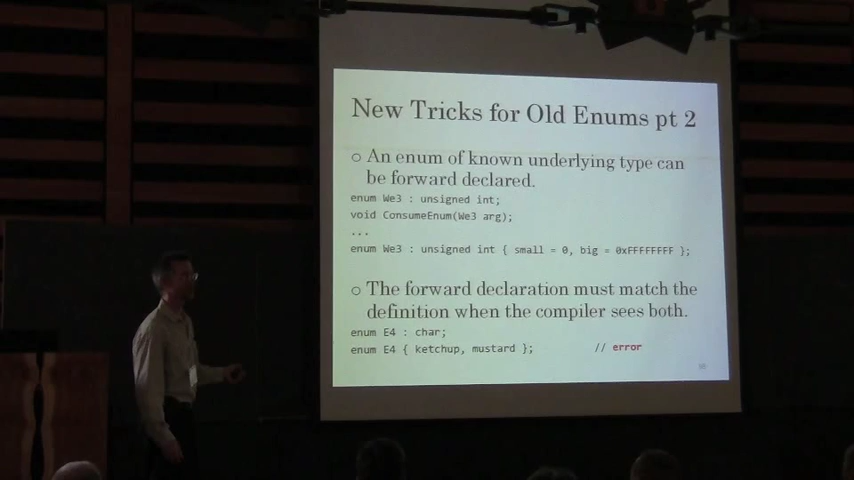 New Tricks for Old Enums pt 2
○ An enum of known underlying type can
be forward declared.
enum We3 : unsigned int;
void ConsumeEnum(We3 arg);
...
enum We3 : unsigned int { small = 0, big = 0xFFFFFFFF };
○ The forward declaration must match the
definition when the compiler sees both.
enum E4 : char;
enum E4 { ketchup, mustard }; // error